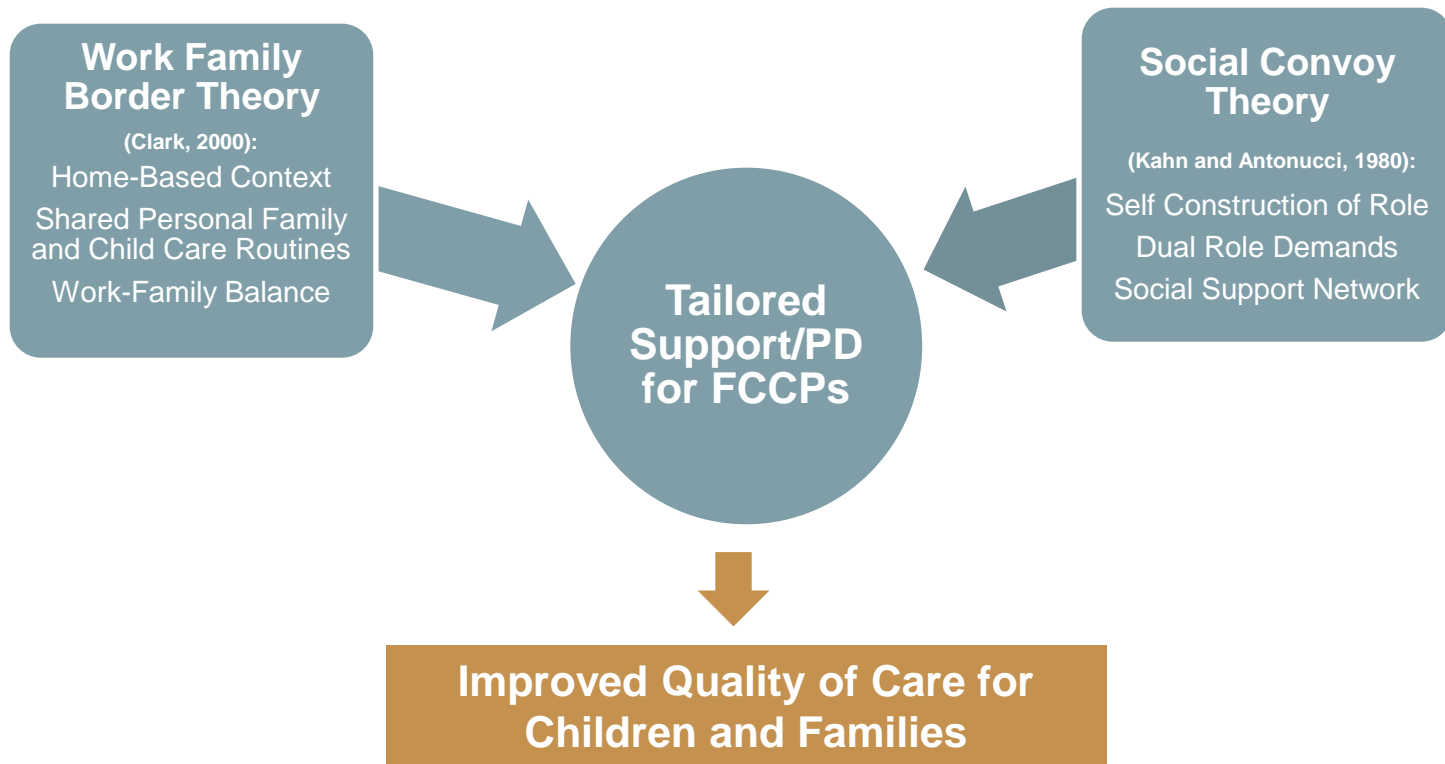 Work Family
Border Theory
(Clark, 2000):
Home-Based Context
Shared Personal Family
and Child Care Routines
Work-Family Balance
Social Convoy
Theory
(Kahn and Antonucci, 1980):
Self Construction of Role
Dual Role Demands
Social Support Network
Tailored
Support/PD
for FCCPs
Improved Quality of Care for
Children and Families